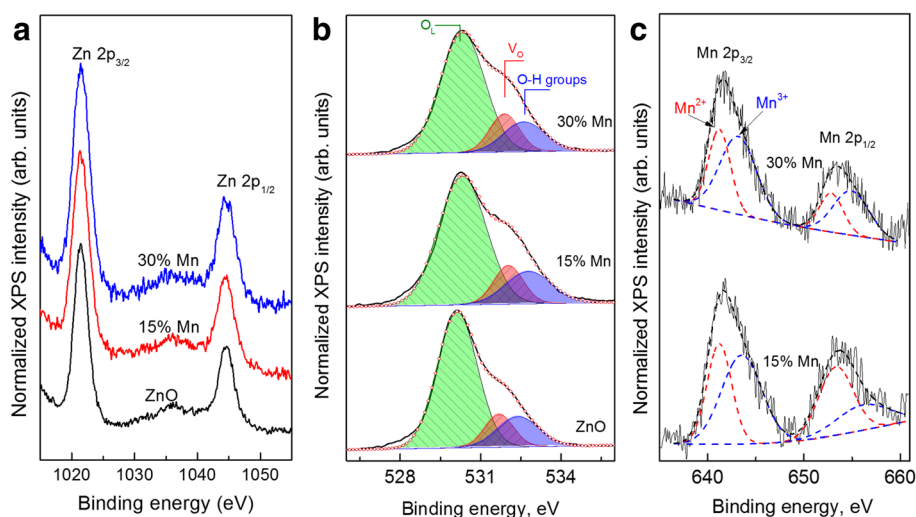 a
Zn 2p3/2
Zn 2p1/2
30% Mn
15% Mn
ZnO
Normalized XPS intensity (arb. units)
1020 1030 1040 1050
Binding energy (eV)
b
OL
VO
O-H groups
30% Mn
15% Mn
ZnO
Normalized XPS intensity (arb. units)
528 531 534
Binding energy, eV
c
Mn 2p3/2
Mn2+
Mn3+
Mn 2p1/2
30% Mn
15% Mn
Normalized XPS intensity (arb. units)
640 650 660
Binding energy, eV